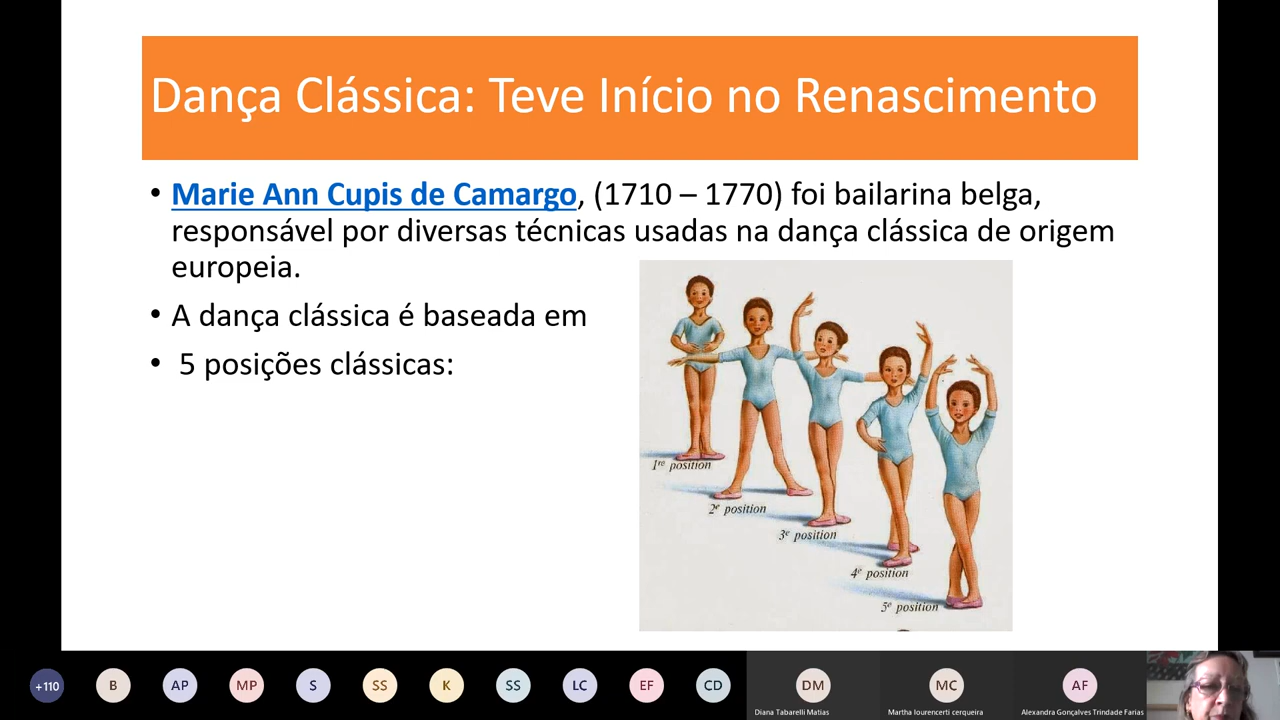 Dança Clássica: Teve Início no Renascimento
• Marie Ann Cupis de Camargo, (1710 – 1770) foi bailarina belga,
responsável por diversas técnicas usadas na dança clássica de origem
europeia.
• A dança clássica é baseada em
• 5 posições clássicas:
1re position
2e position
3e position
4e position
5e position
+110
B
AP
MP
S
SS
K
SS
LC
EF
CD
DM
MC
AF
Diana Tabarelli Matias
Martha lourencerti cerqueira
Alexandra Gonçalves Trindade Farias